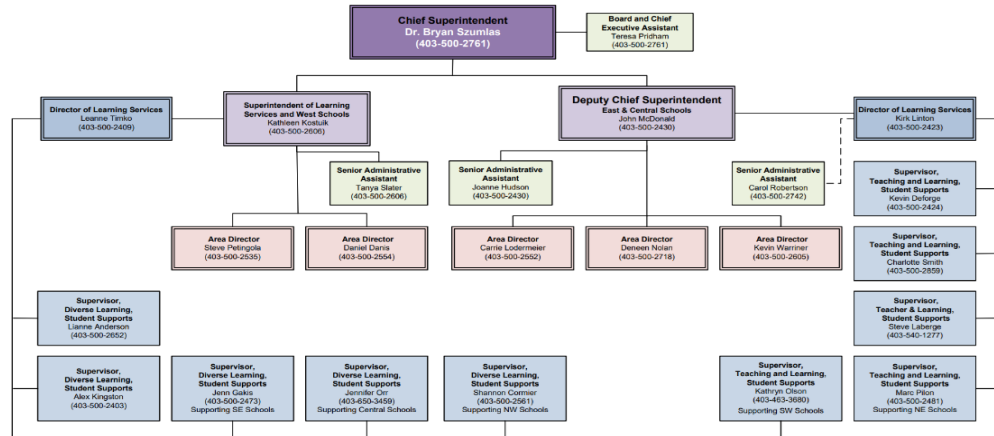 Chief Superintendent
Dr. Bryan Szumlas
(403-500-2761)
Board and Chief
Executive Assistant
Teresa Pridham
(403-500-2761)
Director of Learning Services
Leanne Timko
(403-500-2409)
Superintendent of Learning
Services and West Schools
Kathleen Kostuik
(403-500-2606)
Deputy Chief Superintendent
East & Central Schools
John McDonald
(403-500-2430)
Director of Learning Services
Kirk Linton
(403-500-2423)
Senior Administrative
Assistant
Tanya Slater
(403-500-2606)
Senior Administrative
Assistant
Joanne Hudson
(403-500-2430)
Senior Administrative
Assistant
Carol Robertson
(403-500-2742)
Supervisor,
Teaching and Learning,
Student Supports
Kevin Deforge
(403-500-2424)
Area Director
Steve Petingola
(403-500-2535)
Area Director
Daniel Danis
(403-500-2554)
Area Director
Carrie Lodermeier
(403-500-2552)
Area Director
Deneen Nolan
(403-500-2718)
Area Director
Kevin Warriner
(403-500-2605)
Supervisor,
Teaching and Learning,
Student Supports
Charlotte Smith
(403-500-2859)
Supervisor,
Diverse Learning,
Student Supports
Lianne Anderson
(403-500-2652)
Supervisor,
Teacher & Learning,
Student Supports
Steve Laberge
(403-540-1277)
Supervisor,
Diverse Learning,
Student Supports
Alex Kingston
(403-500-2403)
Supervisor,
Diverse Learning,
Student Supports
Jenn Gakis
(403-500-2473)
Supporting SE Schools
Supervisor,
Diverse Learning,
Student Supports
Jennifer Orr
(403-650-3459)
Supporting Central Schools
Supervisor,
Diverse Learning,
Student Supports
Shannon Cormier
(403-500-2561)
Supporting NW Schools
Supervisor,
Teaching and Learning,
Student Supports
Kathryn Olson
(403-463-3680)
Supporting SW Schools
Supervisor,
Teaching and Learning,
Student Supports
Marc Pilon
(403-500-2481)
Supporting NE Schools